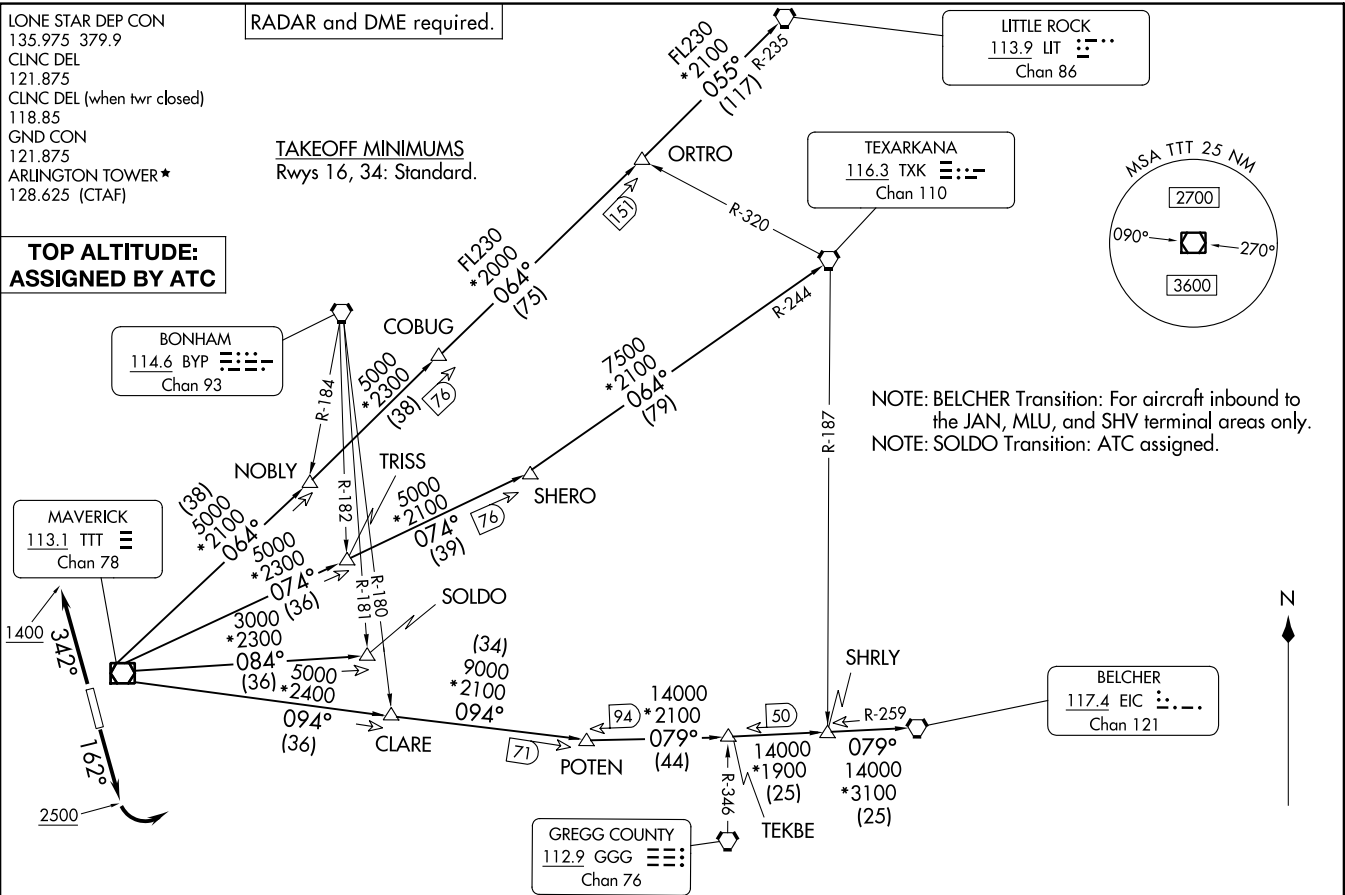 LONE STAR DEP CON
135.975 379.9
CLNC DEL
121.875
CLNC DEL (when twr closed)
118.85
GND CON
121.875
ARLINGTON TOWER★
128.625 (CTAF)
RADAR and DME required.
TAKEOFF MINIMUMS
Rwys 16, 34: Standard.
TOP ALTITUDE:
ASSIGNED BY ATC
LITTLE ROCK
113.9 LIT
Chan 86
FL230
*2100
055°
(117)
R-235
ORTRO
151
TEXARKANA
116.3 TXK
Chan 110
R-320
MSA TTT 25 NM
2700
090°
270°
3600
FL230
*2000
064°
(75)
COBUG
BONHAM
114.6 BYP
Chan 93
R-184
R-182
R-181
R-180
5000
*2300
(38)
76
R-244
7500
*2100
064°
(79)
R-187
NOTE: BELCHER Transition: For aircraft inbound to
the JAN, MLU, and SHV terminal areas only.
NOTE: SOLDO Transition: ATC assigned.
NOBLY
TRISS
SHERO
5000
*2100
074°
(39)
76
MAVERICK
113.1 TTT
Chan 78
(38)
5000
*2100
064°
5000
*2300
074°
(36)
SOLDO
3000
*2300
084°
(36)
5000
*2400
094°
(36)
CLARE
(34)
9000
*2100
094°
71
POTEN
94
14000
*2100
079°
(44)
50
14000
*1900
(25)
TEKBE
SHRLY
R-259
079°
14000
*3100
(25)
BELCHER
117.4 EIC
Chan 121
N
1400
342°
162°
2500
R-346
GREGG COUNTY
112.9 GGG
Chan 76